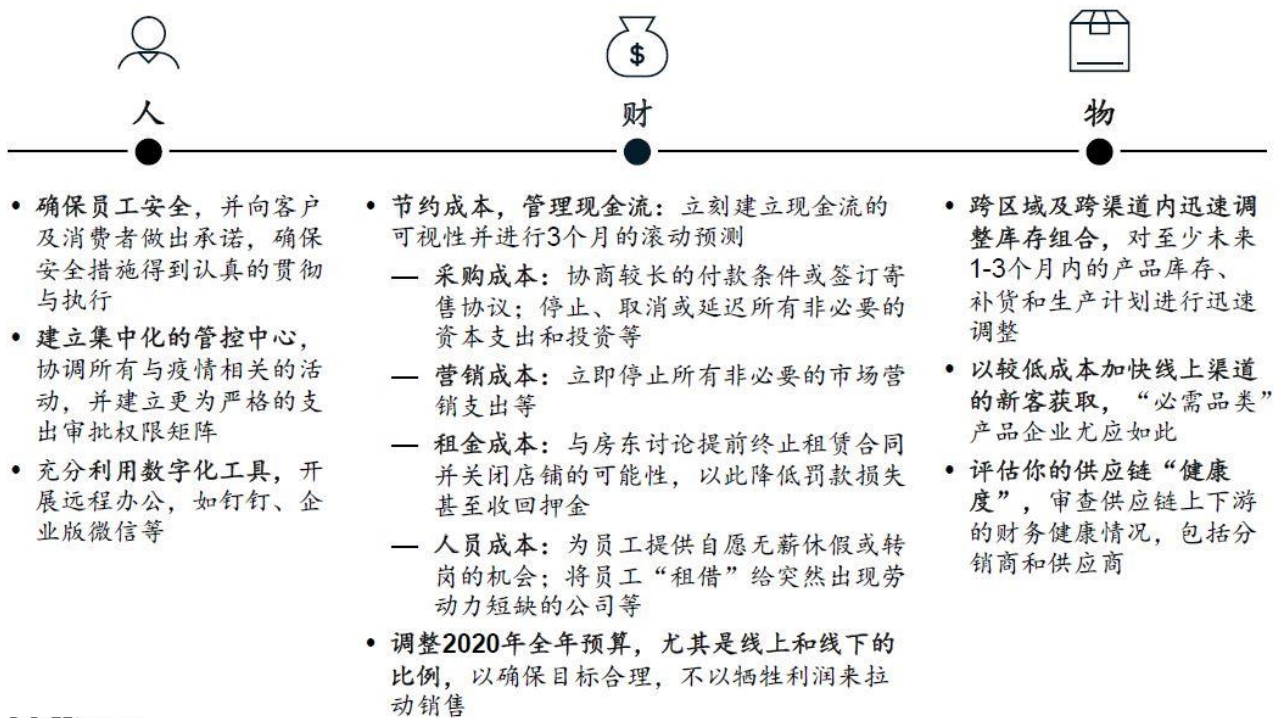 $
人
财
物
• 确保员工安全，并向客户
及消费者做出承诺，确保
安全措施得到认真的贯彻
与执行
• 建立集中化的管控中心，
协调所有与疫情相关的活
动，并建立更为严格的支
出审批权限矩阵
• 充分利用数字化工具，开
展远程办公，如钉钉、企
业版微信等
• 节约成本，管理现金流：立刻建立现金流的
可视性并进行3个月的滚动预测
— 采购成本：协商较长的付款条件或签订寄
售协议；停止、取消或延迟所有非必要的
资本支出和投资等
— 营销成本：立即停止所有非必要的市场营
销支出等
— 租金成本：与房东讨论提前终止租赁合同
并关闭店铺的可能性，以此降低罚款损失
甚至收回押金
— 人员成本：为员工提供自愿无薪休假或转
岗的机会；将员工“租借”给突然出现劳
动力短缺的公司等
• 调整2020年全年预算，尤其是线上和线下的
比例，以确保目标合理，不以牺牲利润来拉
动销售
• 跨区域及跨渠道内迅速调
整库存组合，对至少未来
1-3个月内的产品库存、
补货和生产计划进行迅速
调整
• 以较低成本加快线上渠道
的新客获取，“必需品类”
产品企业尤应如此
• 评估你的供应链“健康
度”，审查供应链上下游
的财务健康情况，包括分
销商和供应商